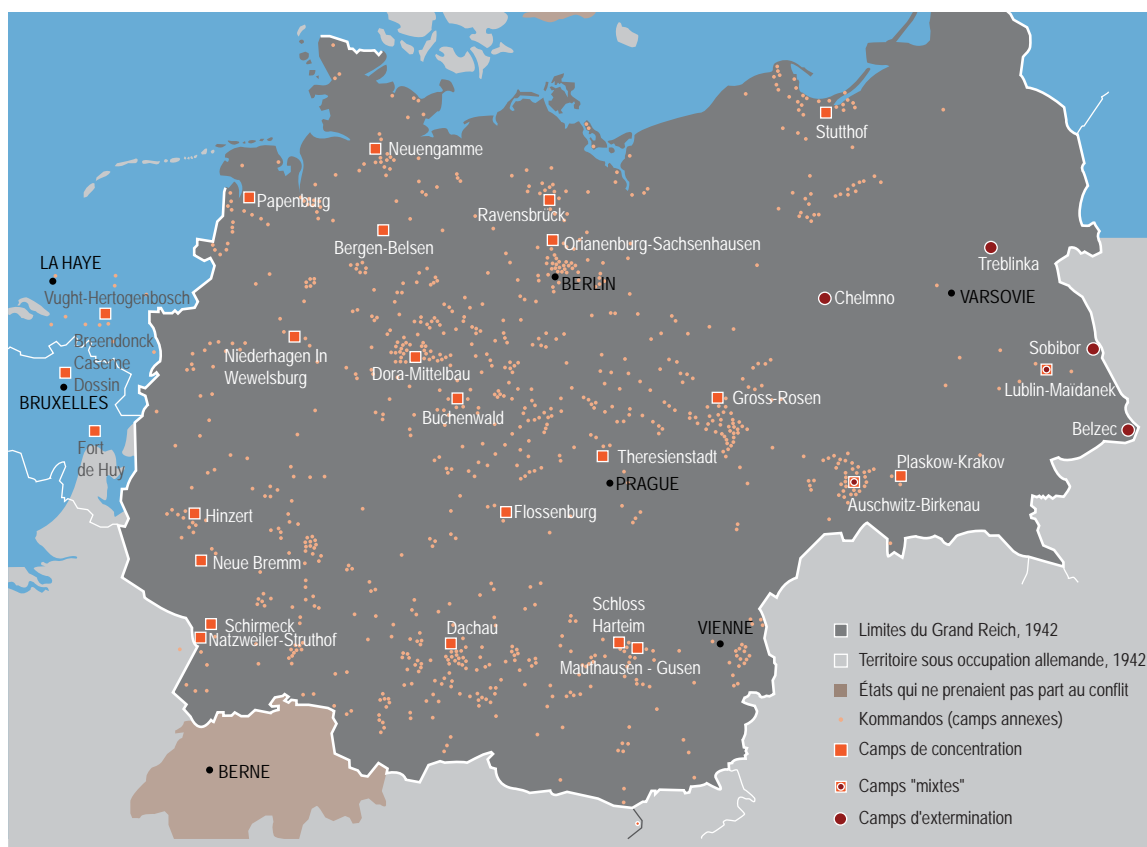 Stutthof
Neuengamme
Papenburg
Ravensbrück
Bergen-Belsen
Orianenburg-Sachsenhausen
LA HAYE
Treblinka
BERLIN
Vught-Hertogenbosch
Chelmno
VARSOVIE
Breendonck
Caserne
Dossin
Niederhagen In
Wewelsburg
Sobibor
Dora-Mittelbau
Lublin-Maïdanek
BRUXELLES
Buchenwald
Gross-Rosen
Belzec
Fort
de Huy
Theresienstadt
Plaskow-Krakov
PRAGUE
Auschwitz-Birkenau
Hinzert
Flossenburg
Neue Bremm
Schloss
Harteim
Schirmeck
Natzweiler-Struthof
Dachau
VIENNE
Mauthausen - Gusen
BERNE
Limites du Grand Reich, 1942
Territoire sous occupation allemande, 1942
États qui ne prenaient pas part au conflit
Kommandos (camps annexes)
Camps de concentration
Camps "mixtes"
Camps d'extermination